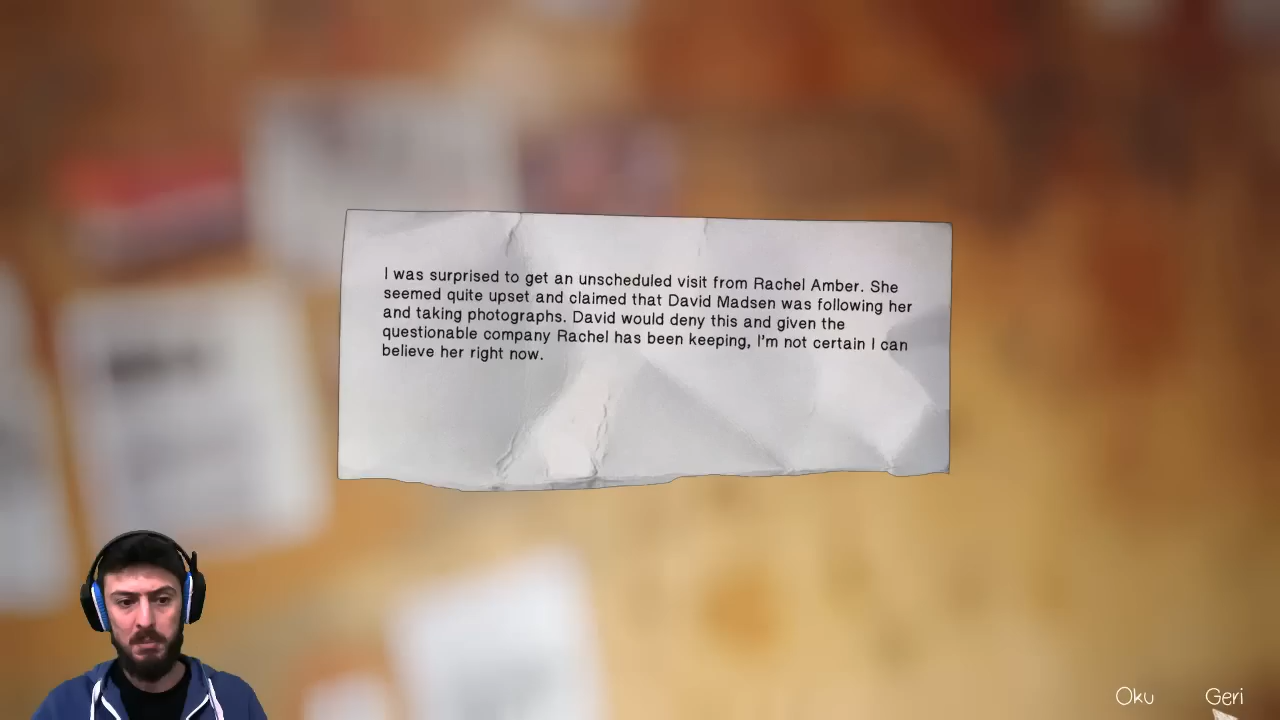 I was surprised to get an unscheduled visit from Rachel Amber. She
seemed quite upset and claimed that David Madsen was following her
and taking photographs. David would deny this and given the
questionable company Rachel has been keeping, I'm not certain I can
believe her right now.
Oku
Geri